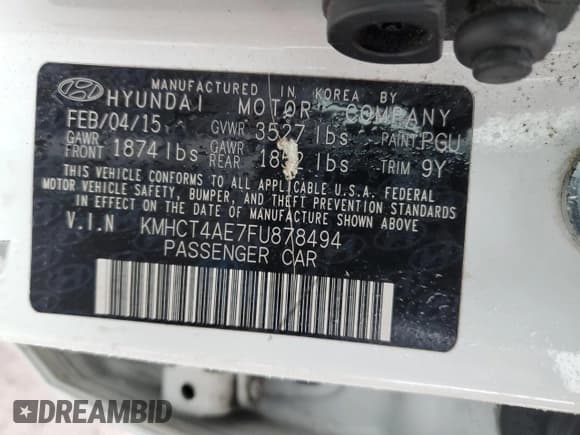 MANUFACTURED IN KOREA BY
HYUNDAI MOTOR COMPANY
FEB/04/15 GVWR 3527 lbs PAINT PGU
GAWR FRONT 1874 lbs GAWR REAR lbs TRIM 9Y
THIS VEHICLE CONFORMS TO ALL APPLICABLE U.S.A. FEDERAL
MOTOR VEHICLE SAFETY, BUMPER, AND THEFT PREVENTION STANDARDS
IN EFFECT ON THE DATE OF MANUFACTURE SHOWN ABOVE
V.I.N KMHCT4AE7FU878494
PASSENGER CAR
DREAMBID